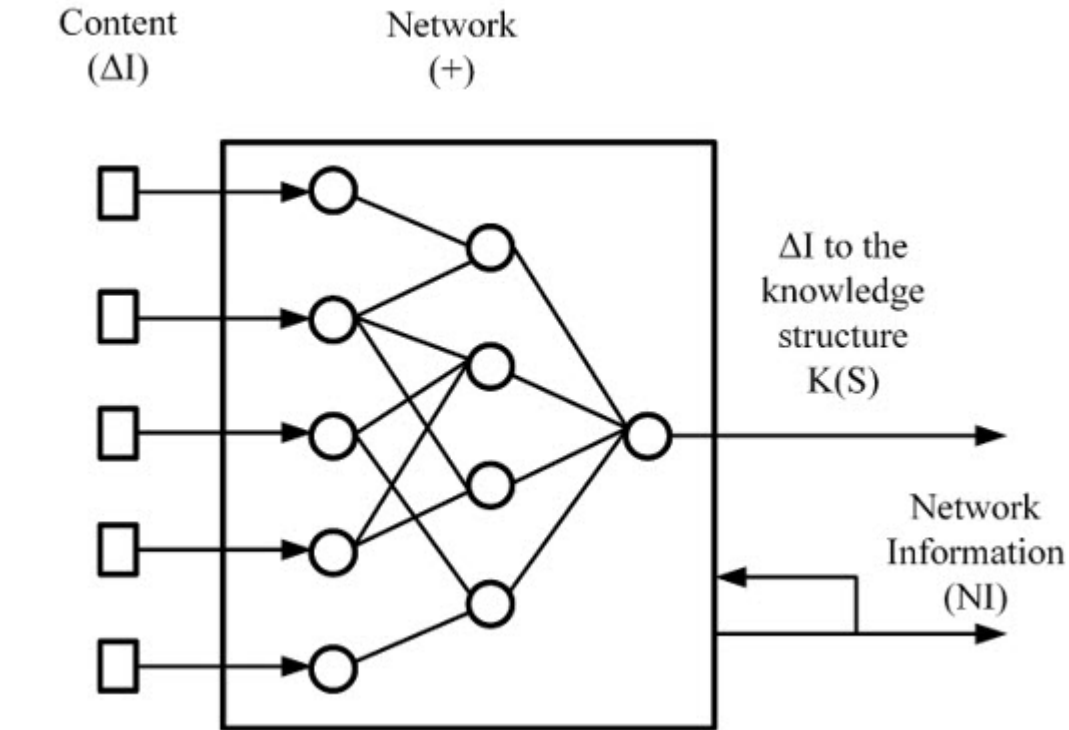 Content
(ΔI)
Network
(+)
ΔI to the
knowledge
structure
K(S)
Network
Information
(NI)